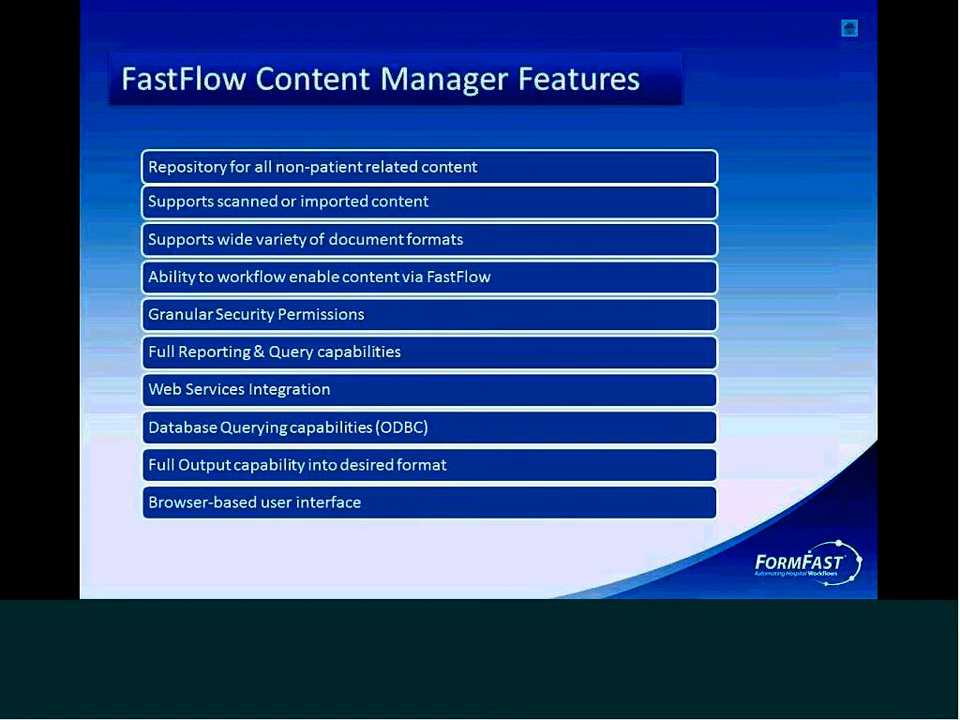 FastFlow Content Manager Features
Repository for all non-patient related content
Supports scanned or imported content
Supports wide variety of document formats
Ability to workflow enable content via FastFlow
Granular Security Permissions
Full Reporting & Query capabilities
Web Services Integration
Database Querying capabilities (ODBC)
Full Output capability into desired format
Browser-based user interface
FORMFAST
Automating Hospital Workflows